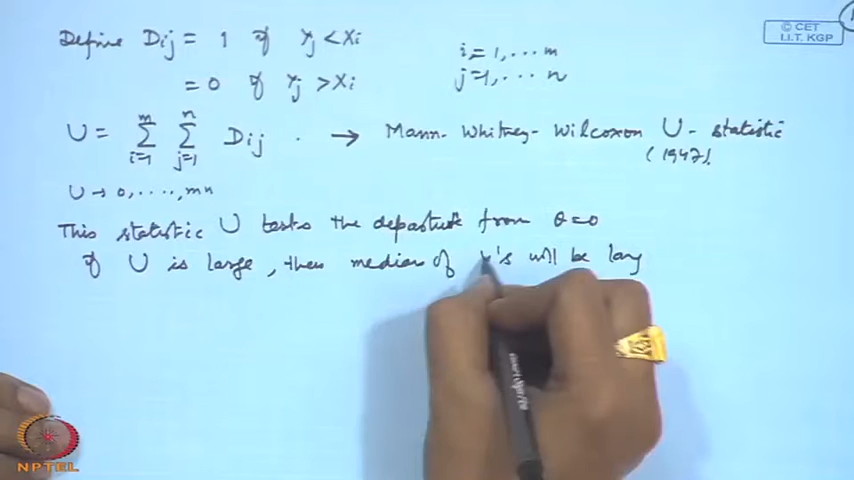 © CET
I.I.T. KGP
Define Dij = 1 if Yj < Xi
= 0 if Yj > Xi
i = 1, ... m
j = 1, ... n
U = m∑i=1 n∑j=1 Dij . → Mann-Whitney-Wilcoxon U-statistic
(1947).
U → 0, ...., mn
This statistic U tests the departure from θ=0
If U is large, then median of 's will be larg
NPTEL